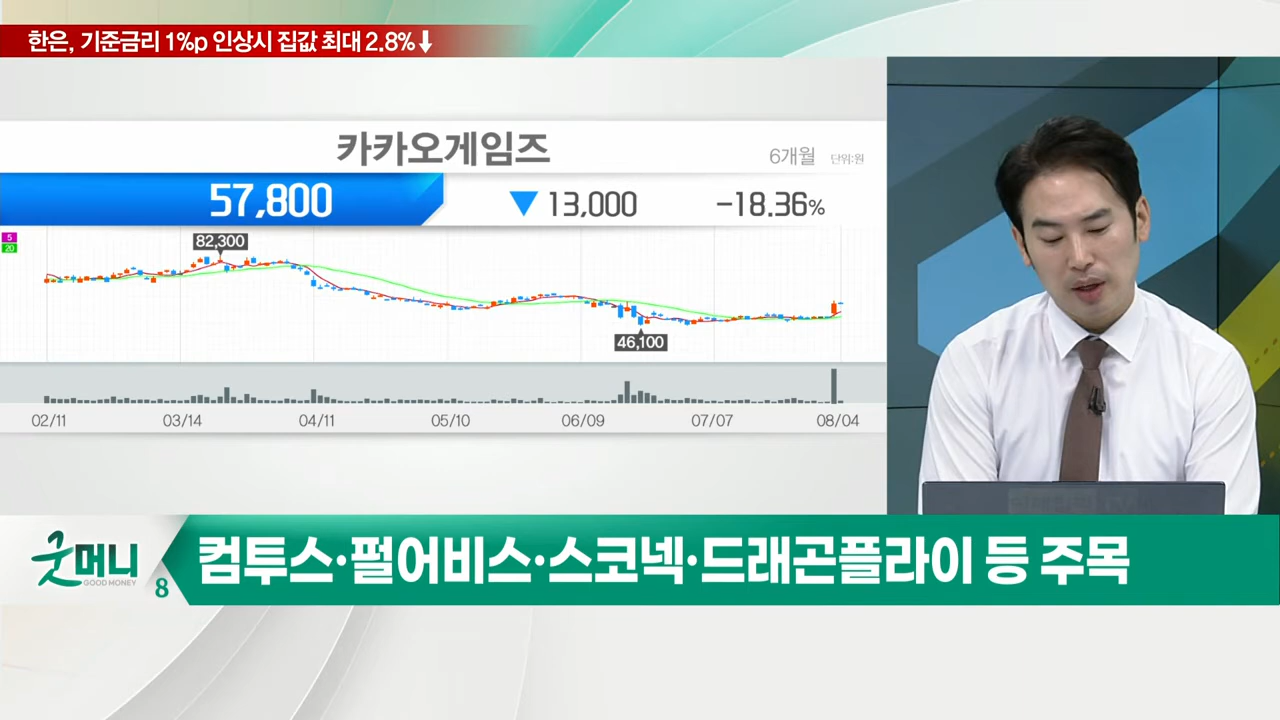 한은, 기준금리 1%p 인상시 집값 최대 2.8%↓
카카오게임즈
6개월 단위:원
57,800 ▼ 13,000 -18.36%
5
20
82,300
46,100
02/11 03/14 04/11 05/10 06/09 07/07 08/04
굿머니
GOOD MONEY
8
컴투스·펄어비스·스코넥·드래곤플라이 등 주목